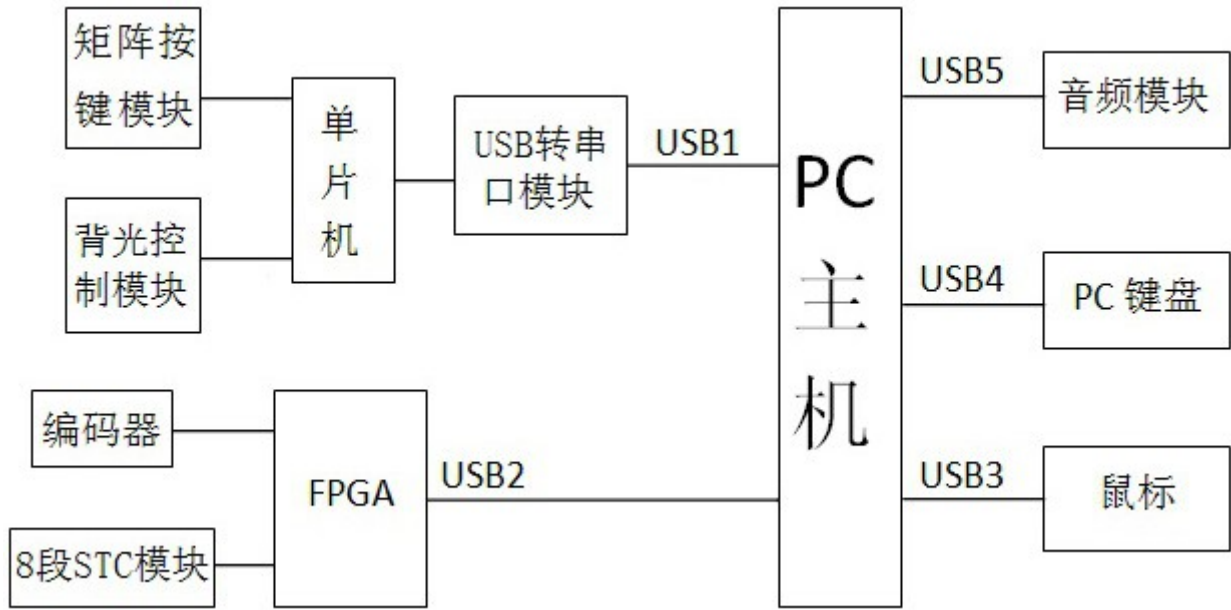 矩阵按
键模块
单
片
机
背光控
制模块
USB转串
口模块
USB1
编码器
8段STC模块
FPGA
USB2
PC
主
机
USB5
音频模块
USB4
PC 键盘
USB3
鼠标